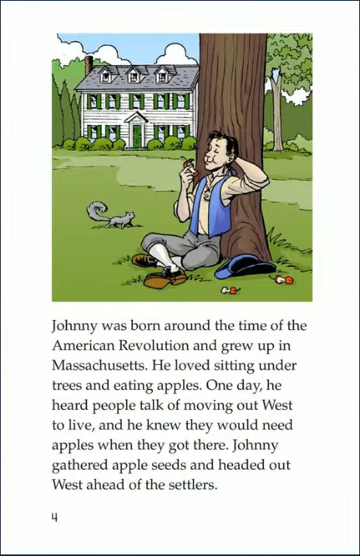 Johnny was born around the time of the
American Revolution and grew up in
Massachusetts. He loved sitting under
trees and eating apples. One day, he
heard people talk of moving out West
to live, and he knew they would need
apples when they got there. Johnny
gathered apple seeds and headed out
West ahead of the settlers.
4